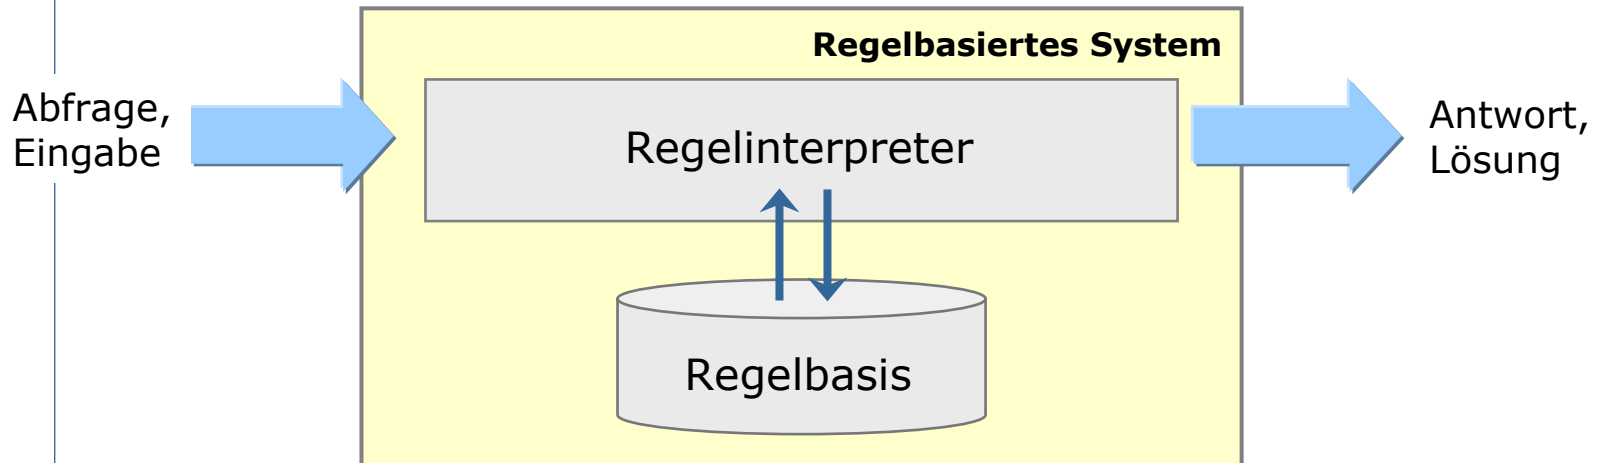 Regelbasiertes System
Abfrage,
Eingabe
Regelinterpreter
Antwort,
Lösung
Regelbasis